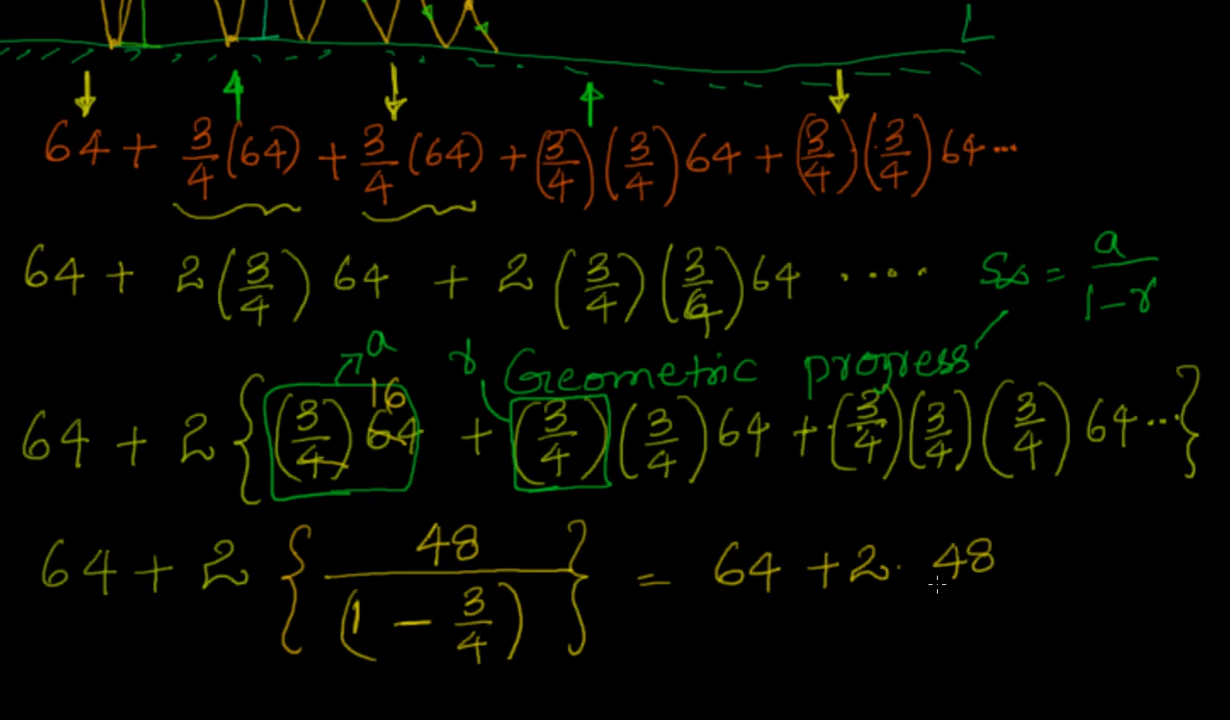 64 + 3/4 (64) + 3/4 (64) + (3/4)(3/4) 64 + (3/4)(3/4) 64 ...
64 + 2 (3/4) 64 + 2 (3/4)(3/4) 64 .... S∞ = a/(1-r)
a r Geometric progress
64 + 2 { (3/4) 64 16 + (3/4)(3/4) 64 + (3/4)(3/4)(3/4) 64 ... }
64 + 2 { 48/(1 - 3/4) } = 64 + 2 . 48